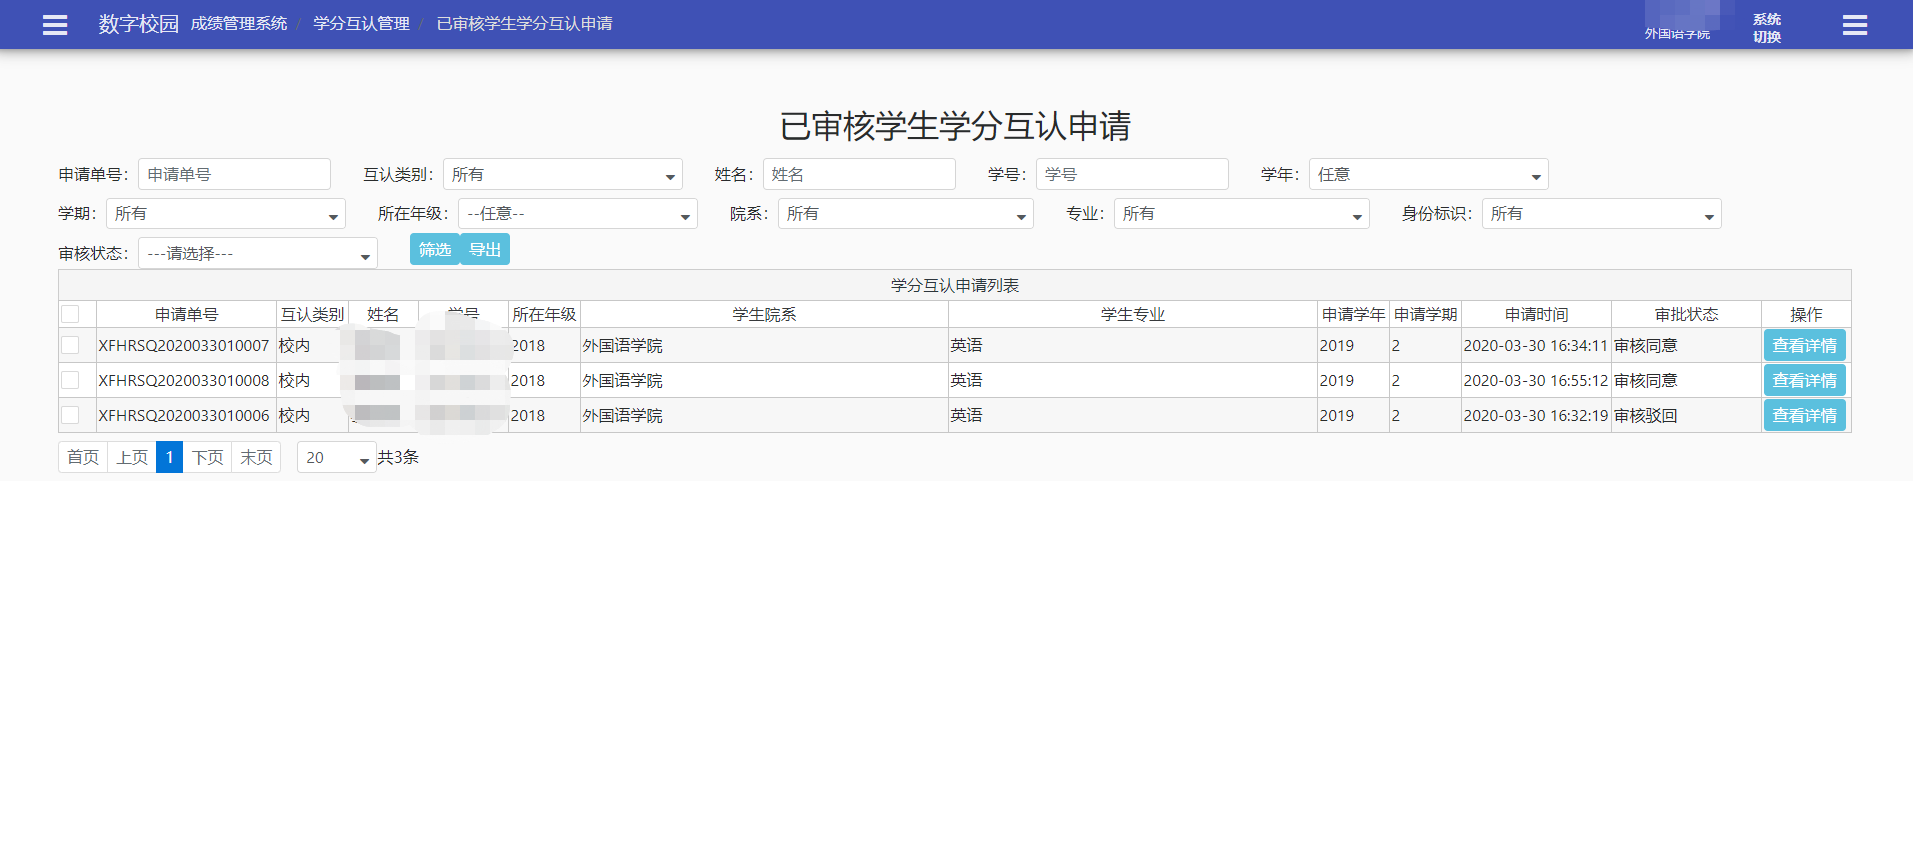 数字校园 成绩管理系统 / 学分互认管理 / 已审核学生学分互认申请
外国语学院
系统
切换
已审核学生学分互认申请
申请单号: 申请单号 互认类别: 所有 姓名: 姓名 学号: 学号 学年: 任意
学期: 所有 所在年级: --任意-- 院系: 所有 专业: 所有 身份标识: 所有
审核状态: ---请选择--- 筛选 导出
学分互认申请列表
申请单号 互认类别 姓名 学号 所在年级 学生院系 学生专业 申请学年 申请学期 申请时间 审批状态 操作
XFHRSQ2020033010007 校内 2018 外国语学院 英语 2019 2 2020-03-30 16:34:11 审核同意 查看详情
XFHRSQ2020033010008 校内 2018 外国语学院 英语 2019 2 2020-03-30 16:55:12 审核同意 查看详情
XFHRSQ2020033010006 校内 2018 外国语学院 英语 2019 2 2020-03-30 16:32:19 审核驳回 查看详情
首页 上页 1 下页 末页 20 共3条